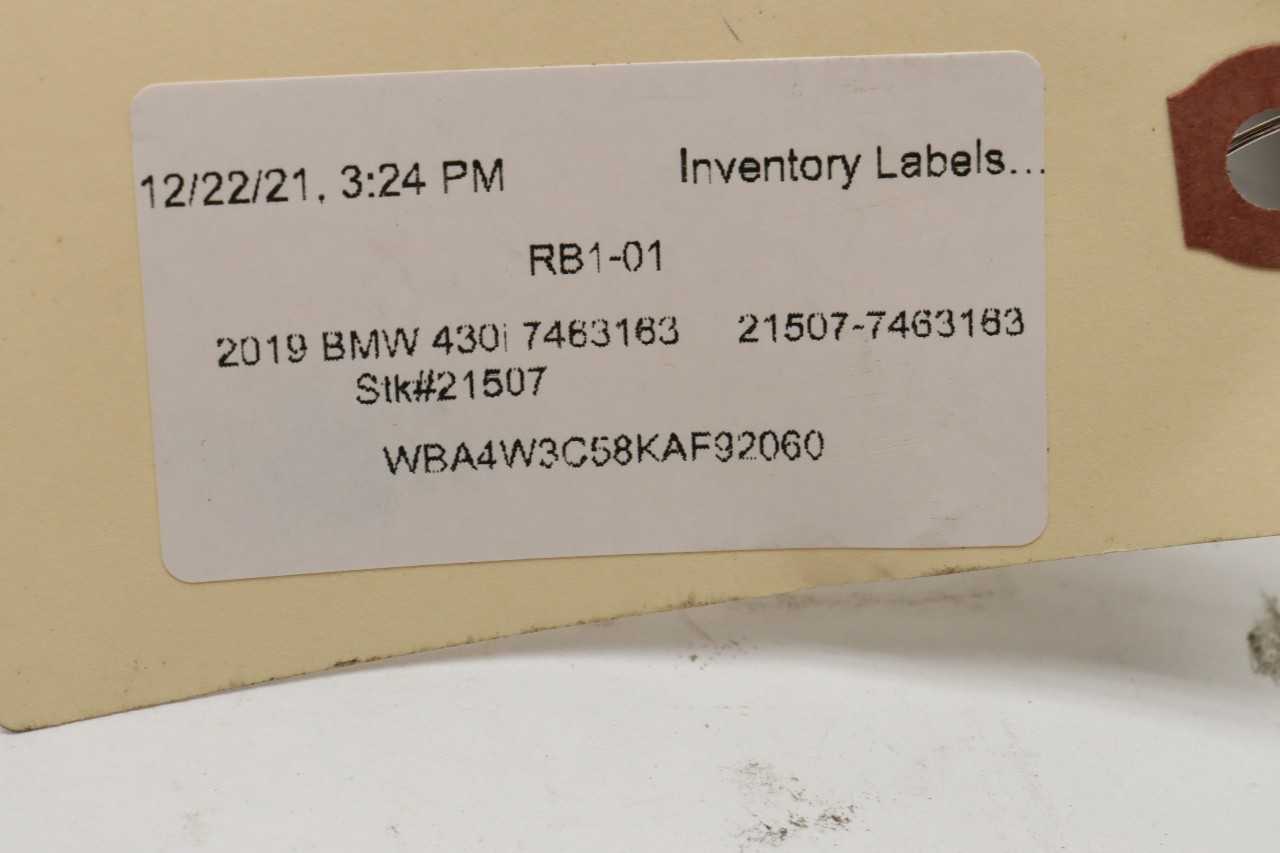 12/22/21, 3:24 PM Inventory Labels...
RB1-01
2019 BMW 430i 7463163 21507-7463163
Stk#21507
WBA4W3C58KAF92060